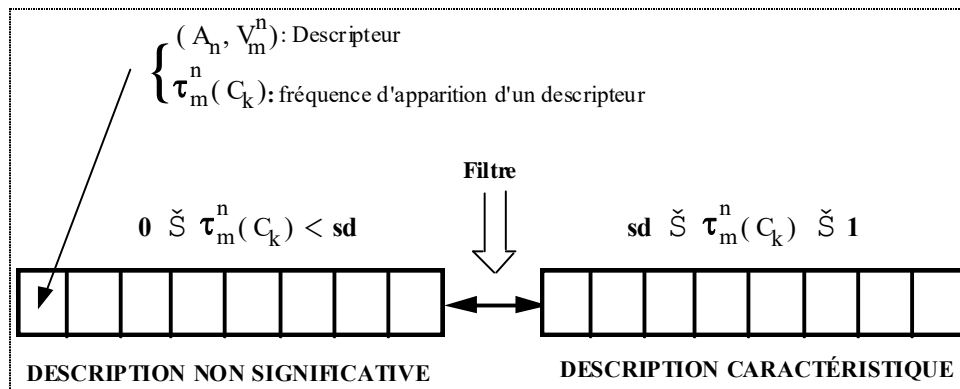 (A_n, V_m^n): Descripteur
τ_m^n(C_k): fréquence d'apparition d'un descripteur
Filtre
0 Š τ_m^n(C_k) < sd
sd Š τ_m^n(C_k) Š 1
DESCRIPTION NON SIGNIFICATIVE
DESCRIPTION CARACTÉRISTIQUE